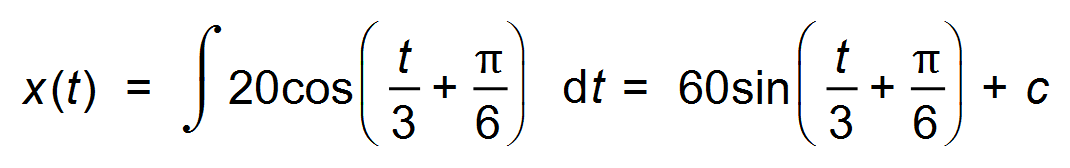 x(t) = ∫ 20cos(t/3 + π/6) dt = 60sin(t/3 + π/6) + c